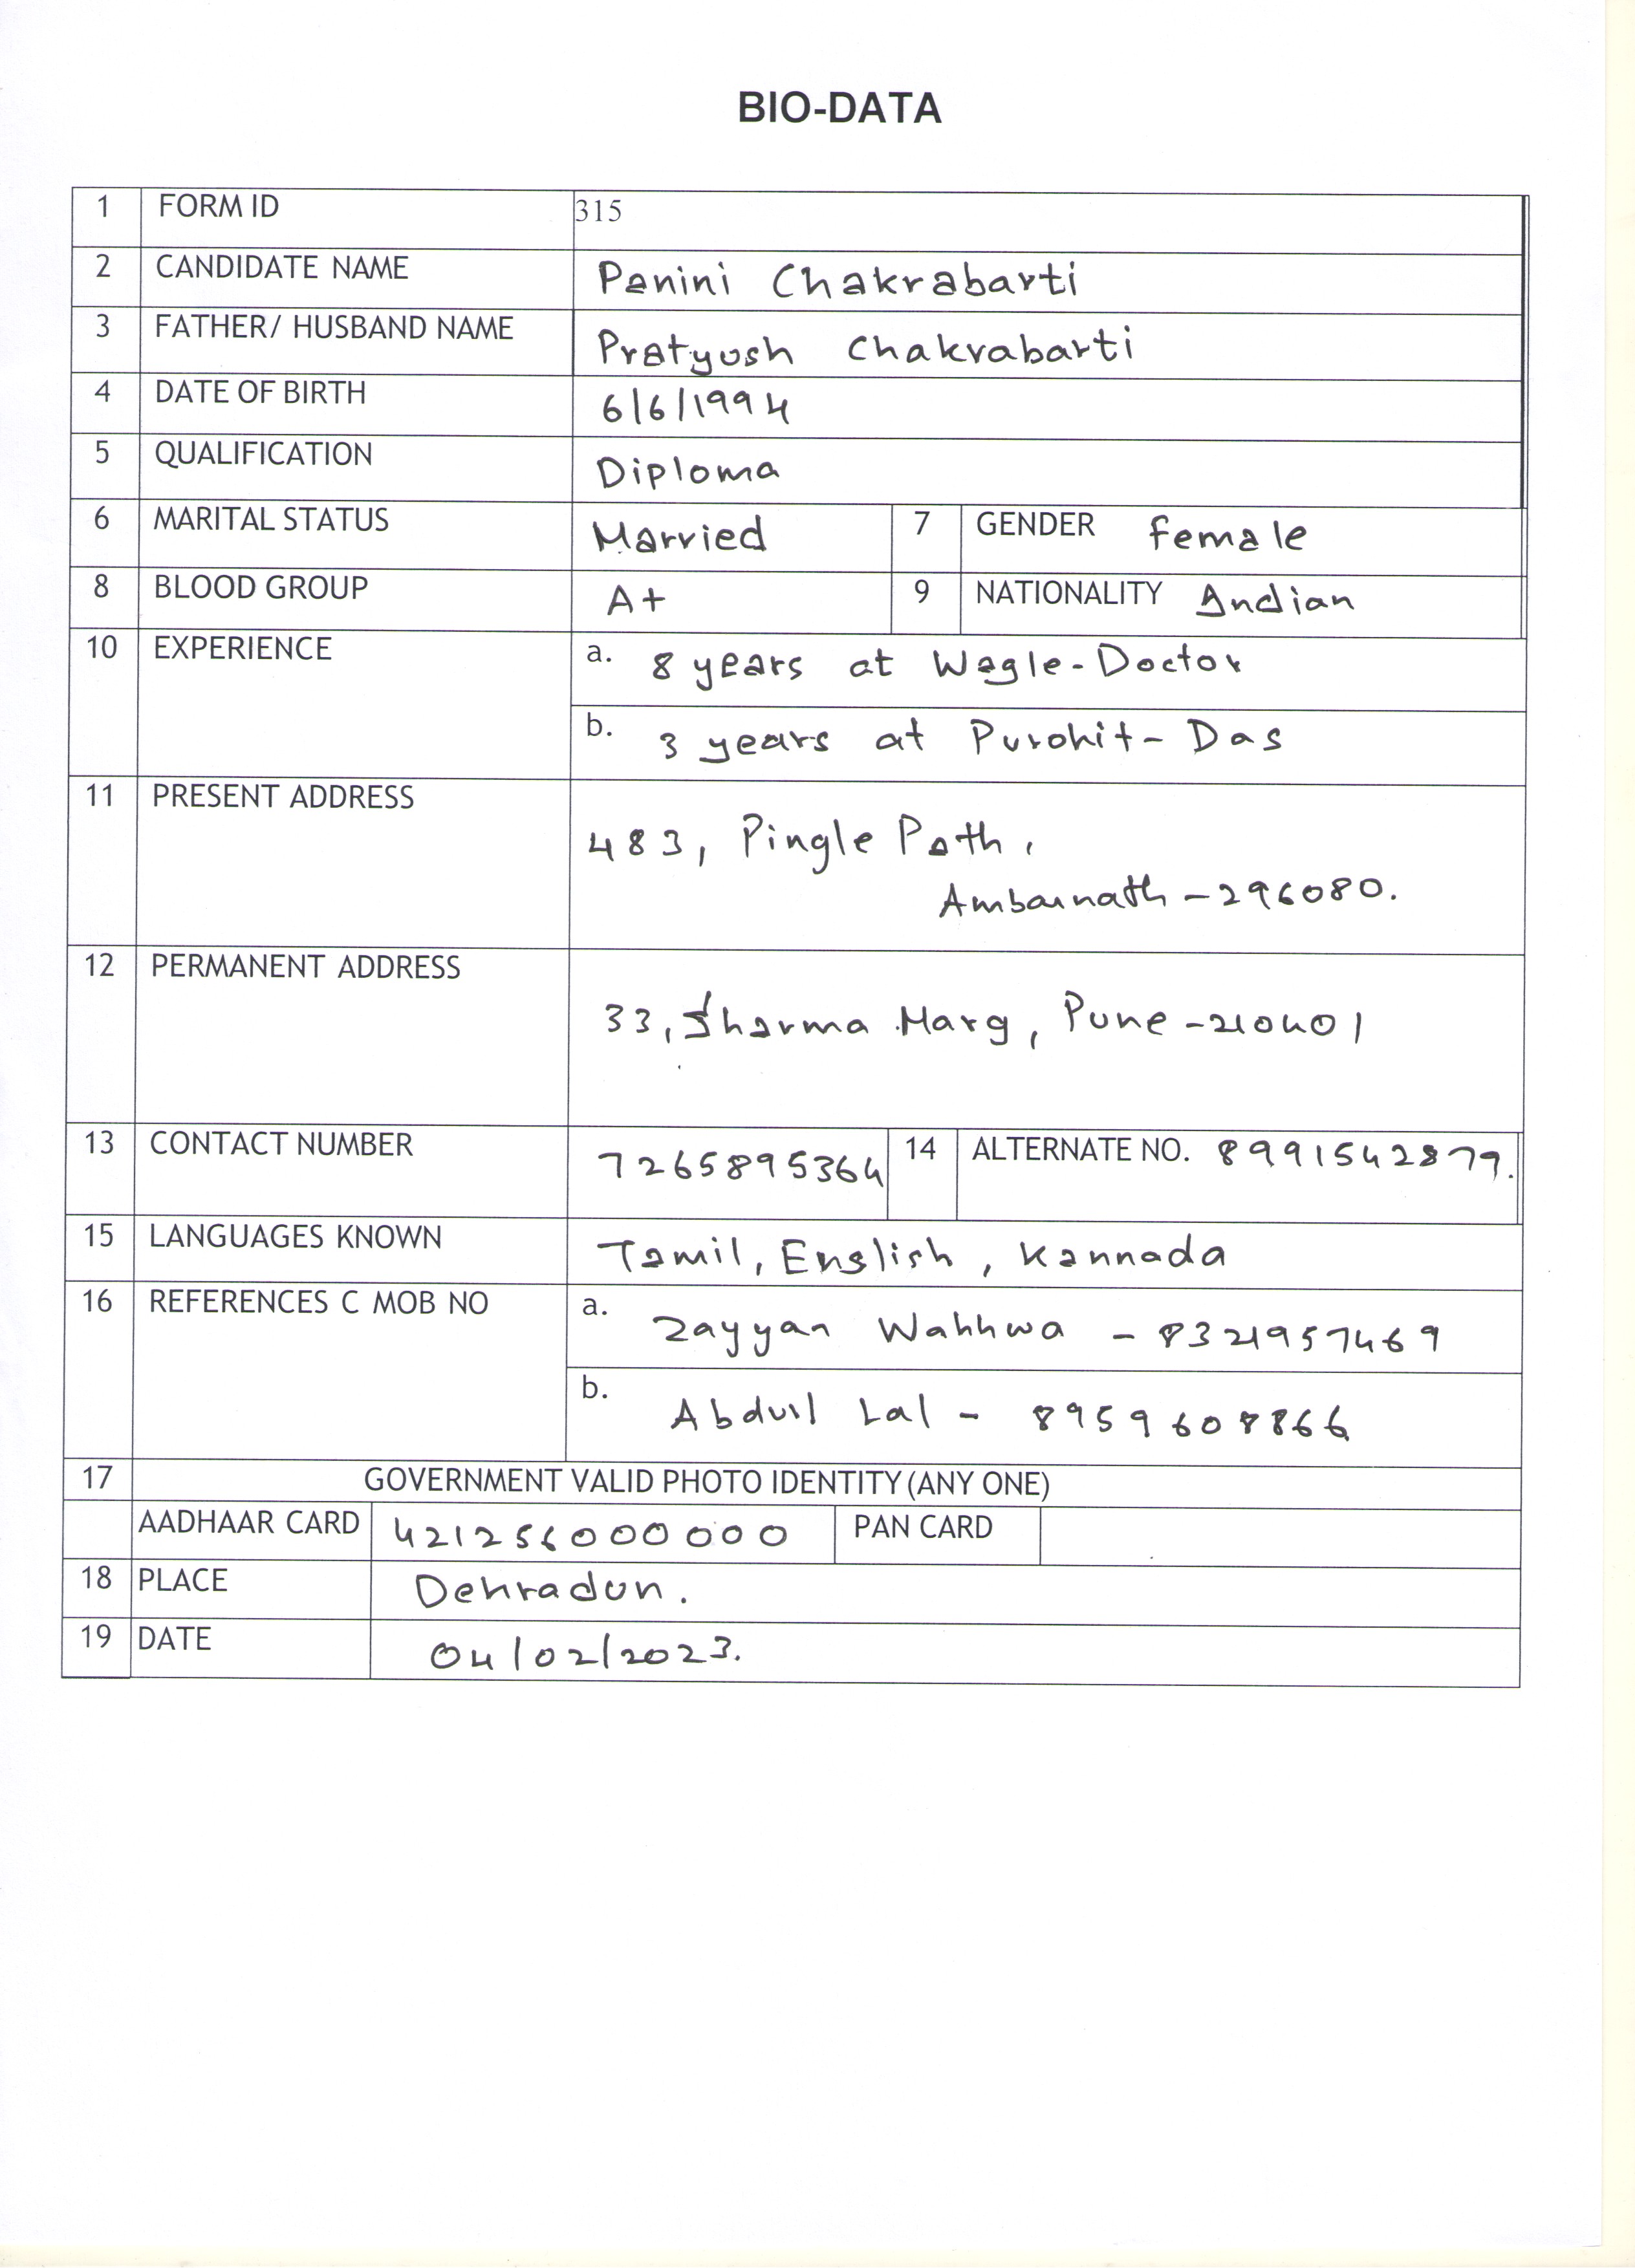 BIO-DATA
1 FORM ID 315
2 CANDIDATE NAME Panini Chakrabarti
3 FATHER/ HUSBAND NAME Pratyush Chakrabarti
4 DATE OF BIRTH 6/6/1994
5 QUALIFICATION Diploma
6 MARITAL STATUS Married 7 GENDER Female
8 BLOOD GROUP A+ 9 NATIONALITY Indian
10 EXPERIENCE a. 8 years at Wagle-Doctor
b. 3 years at Purohit-Das
11 PRESENT ADDRESS
483, Pingle Path,
Ambarnath - 296080.
12 PERMANENT ADDRESS
33, Sharma Marg, Pune - 210401
13 CONTACT NUMBER 7265895364 14 ALTERNATE NO. 8991542879.
15 LANGUAGES KNOWN Tamil, English, Kannada
16 REFERENCES C MOB NO a. Zayyan Wahhwa - 8321957469
b. Abdul Lal - 8959608866
17 GOVERNMENT VALID PHOTO IDENTITY (ANY ONE)
AADHAAR CARD 421256000000 PAN CARD
18 PLACE Dehradun.
19 DATE 04/02/2023.